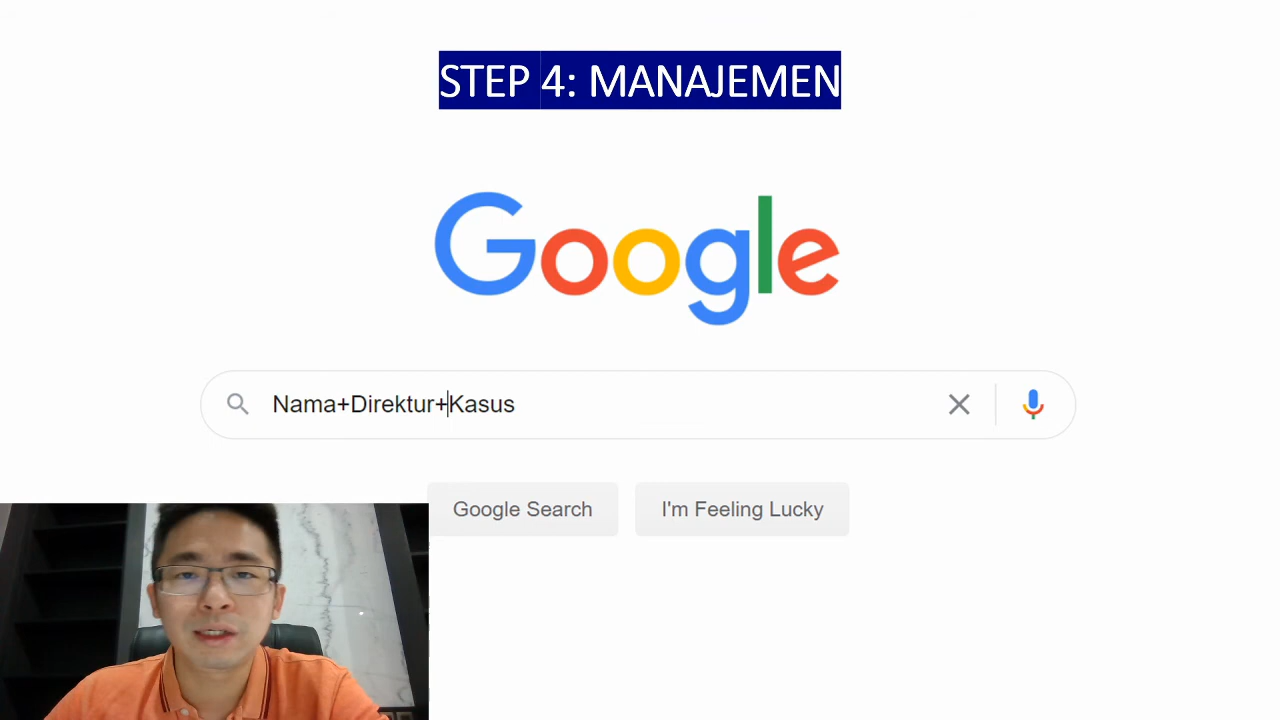 STEP 4: MANAJEMEN
Google
Nama+Direktur+Kasus
Google Search
I'm Feeling Lucky